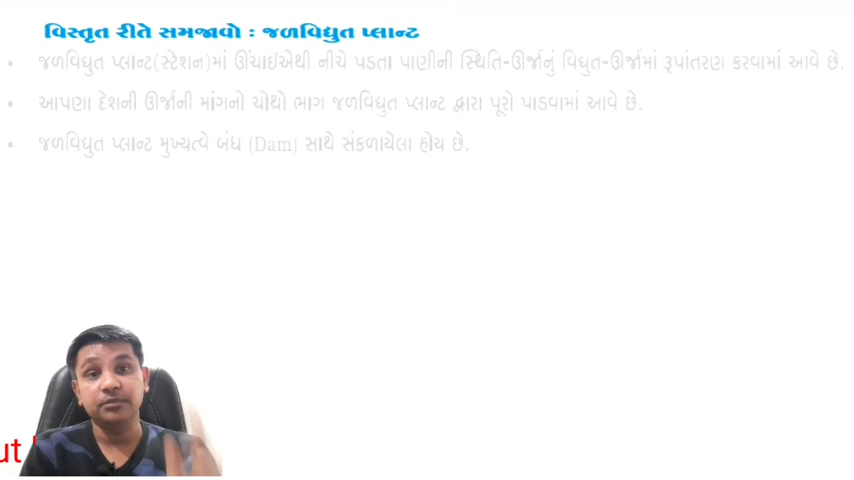 વિસ્તૃત રીતે સમજાવો : જળવિદ્યુત પ્લાન્ટ
• જળવિદ્યુત પ્લાન્ટ(સ્ટેશન)માં ઊંચાઇએથી નીચે પડતા પાણીની સ્થિતિ-ઊર્જાનું વિદ્યુત-ઊર્જામાં રૂપાંતરણ કરવામાં આવે છે.
• આપણા દેશની ઊર્જાની માંગનો ચોથો ભાગ જળવિદ્યુત પ્લાન્ટ દ્વારા પૂરો પાડવામાં આવે છે.
• જળવિદ્યુત પ્લાન્ટ મુખ્યત્વે બંધ (Dam) સાથે સંકળાયેલા હોય છે.